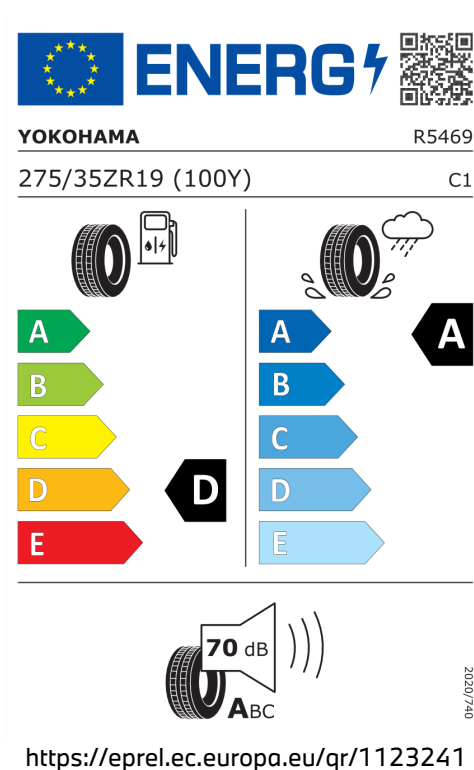 ENERG
YOKOHAMA R5469
275/35ZR19 (100Y) C1
A A A
B B
C C
D D D
E E
70 dB
ABC
2020/740
https://eprel.ec.europa.eu/qr/1123241